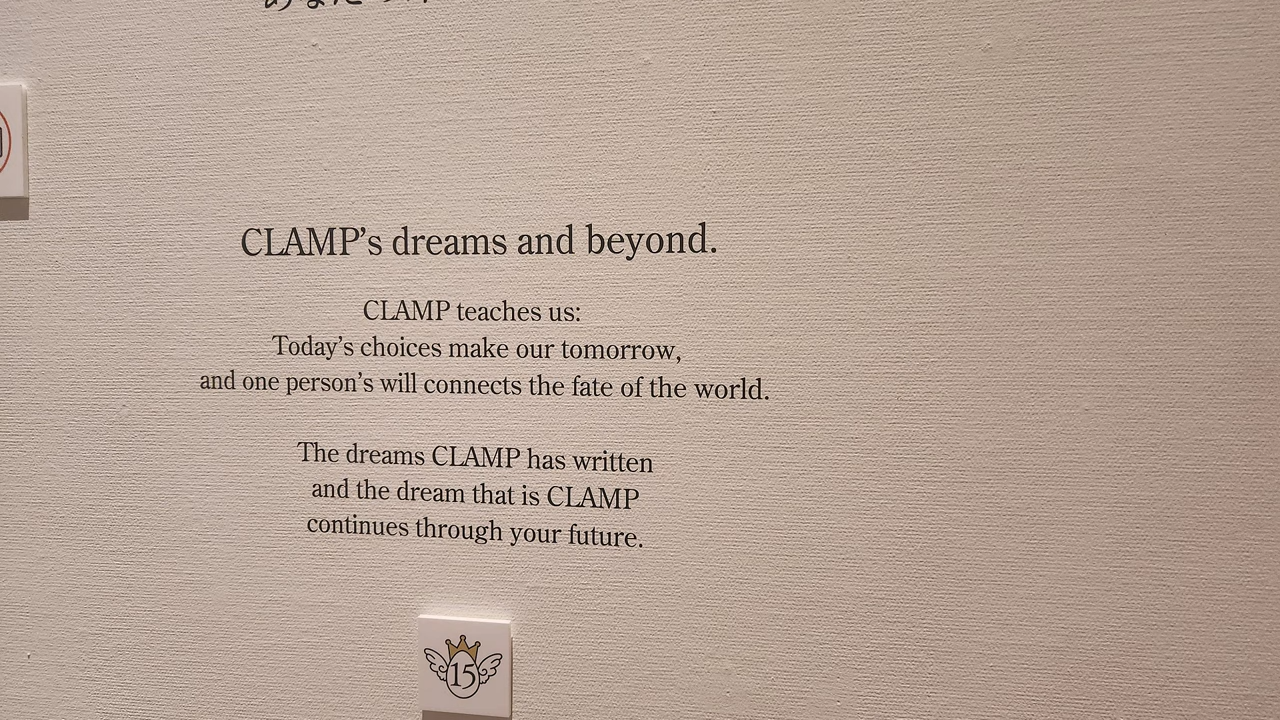 CLAMP's dreams and beyond.
CLAMP teaches us:
Today's choices make our tomorrow,
and one person's will connects the fate of the world.
The dreams CLAMP has written
and the dream that is CLAMP
continues through your future.
15